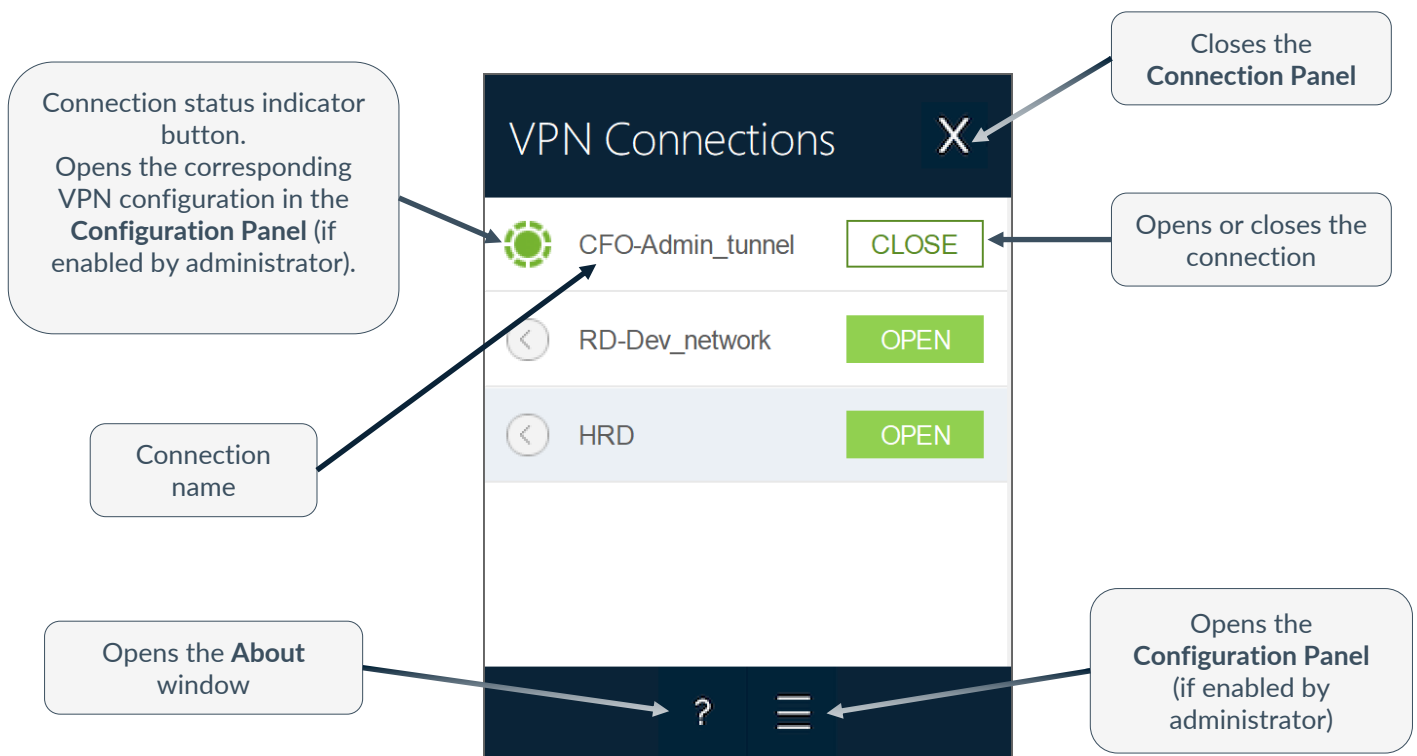 Closes the
Connection Panel
Connection status indicator
button.
Opens the corresponding
VPN configuration in the
Configuration Panel (if
enabled by administrator).
VPN Connections
X
CFO-Admin_tunnel
CLOSE
Opens or closes the
connection
RD-Dev_network
OPEN
HRD
OPEN
Connection
name
Opens the About
window
?
Opens the
Configuration Panel
(if enabled by
administrator)